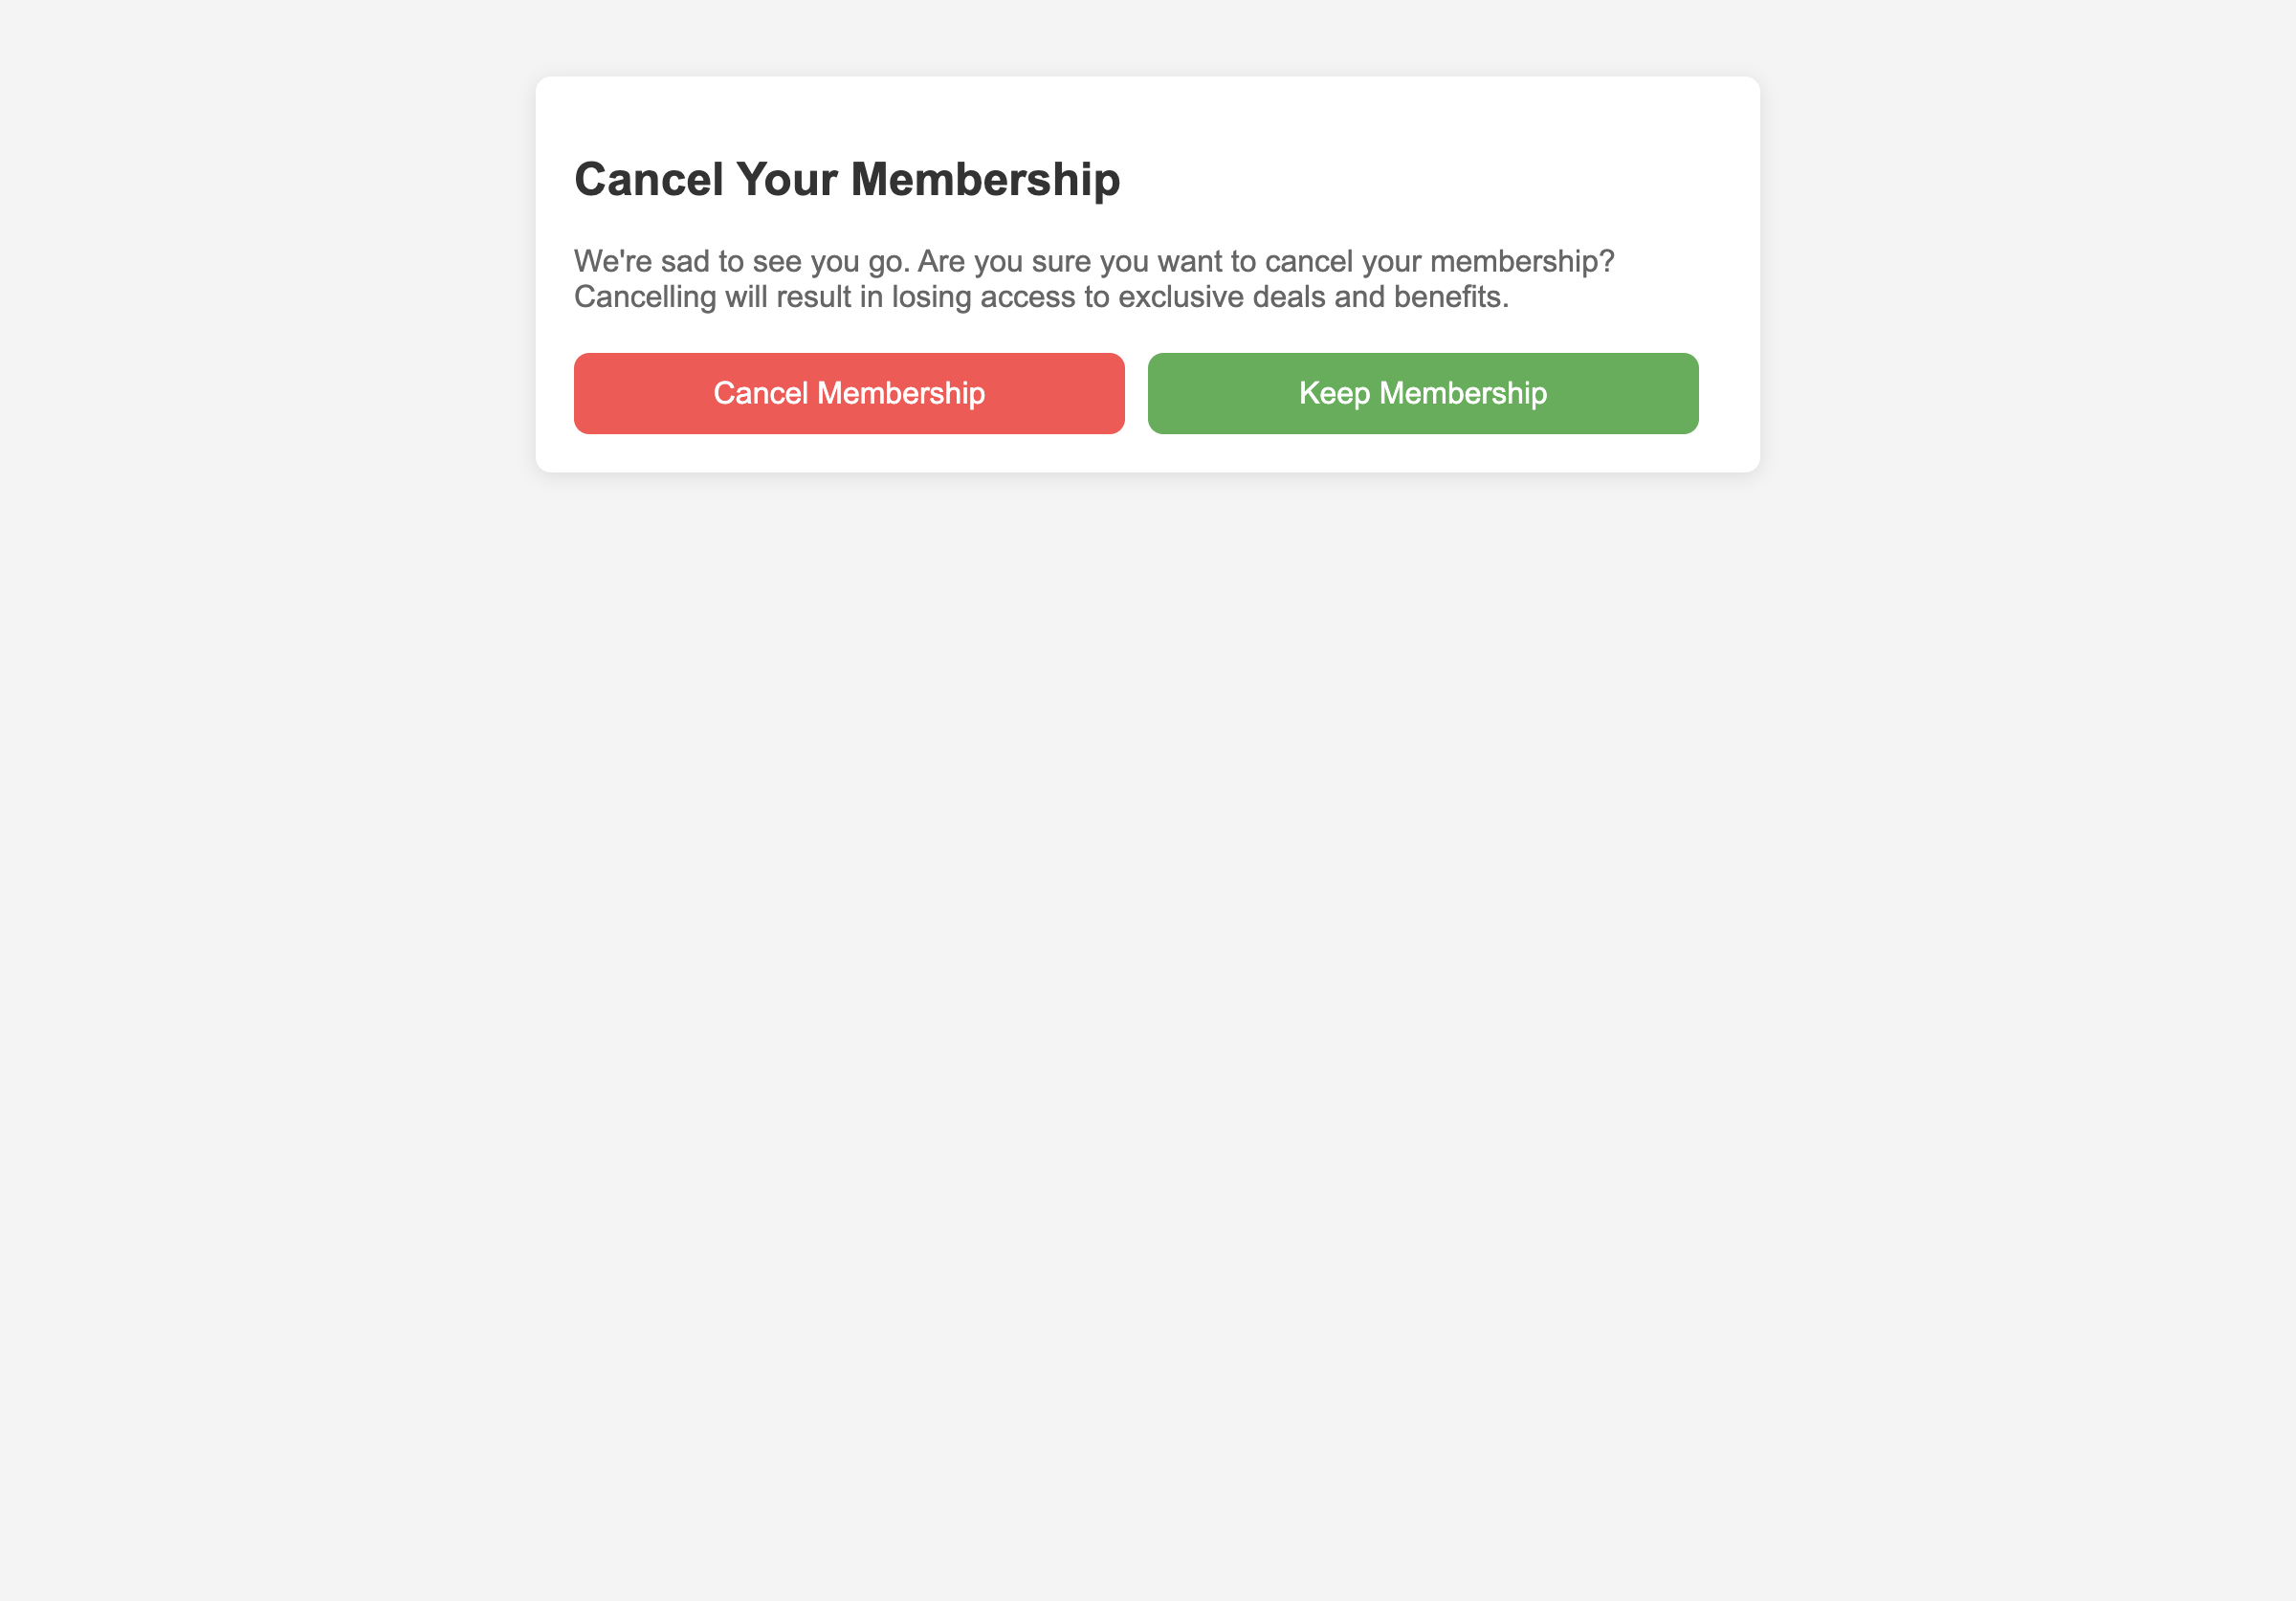 Cancel Your Membership
We're sad to see you go. Are you sure you want to cancel your membership?
Cancelling will result in losing access to exclusive deals and benefits.
Cancel Membership
Keep Membership